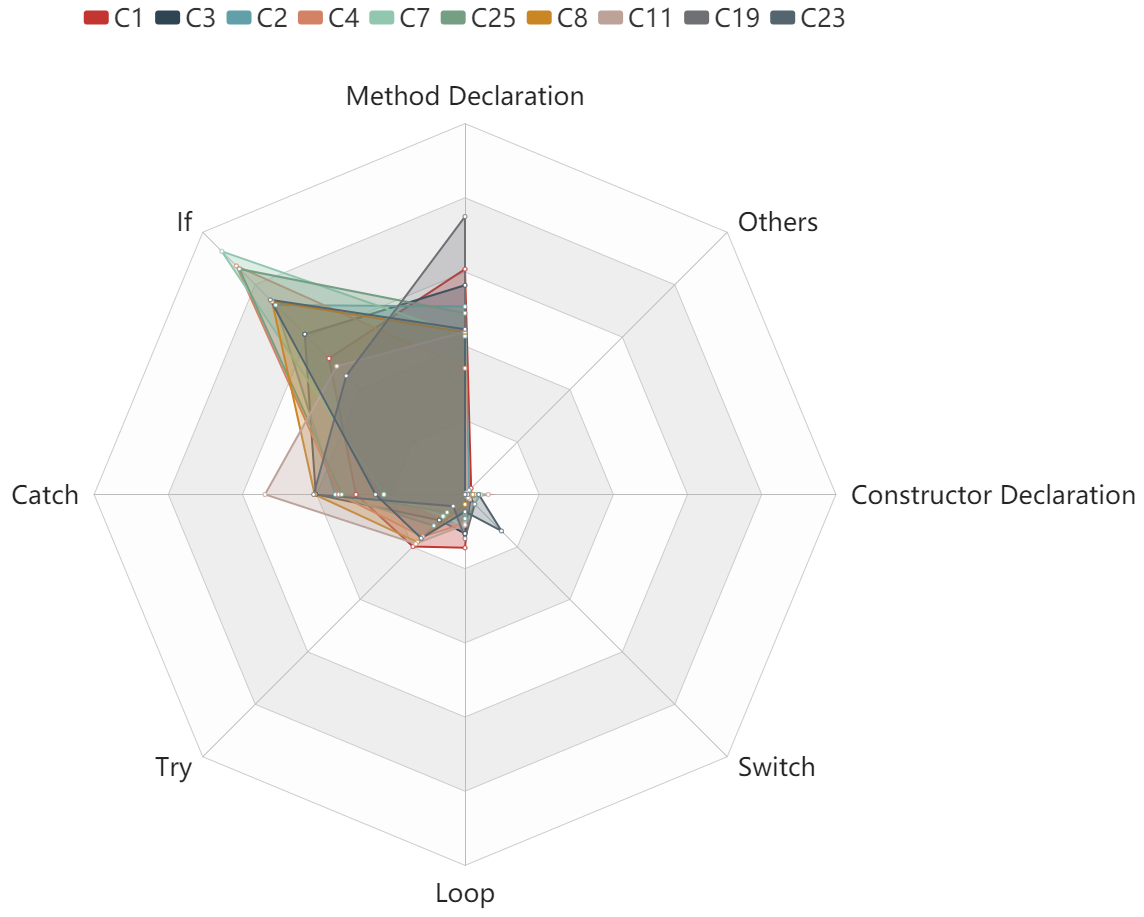 C1 C3 C2 C4 C7 C25 C8 C11 C19 C23
Method Declaration
If
Others
Catch
Constructor Declaration
Try
Switch
Loop